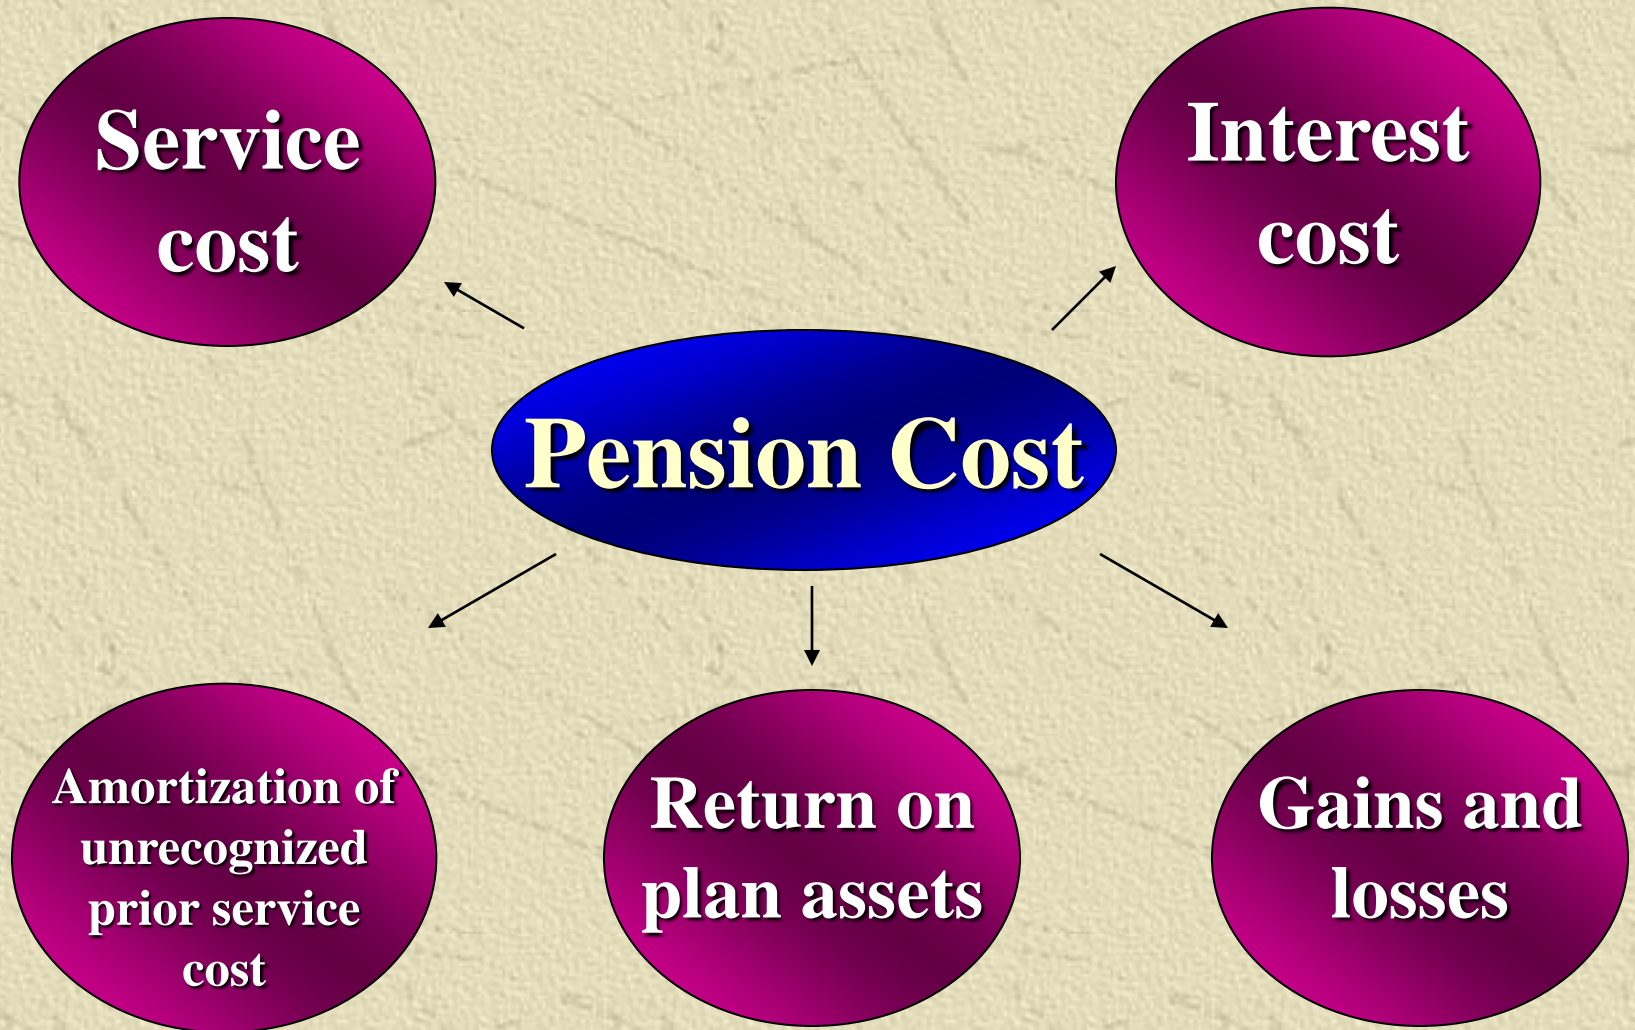 Service
cost
Interest
cost
Pension Cost
Amortization of
unrecognized
prior service
cost
Return on
plan assets
Gains and
losses